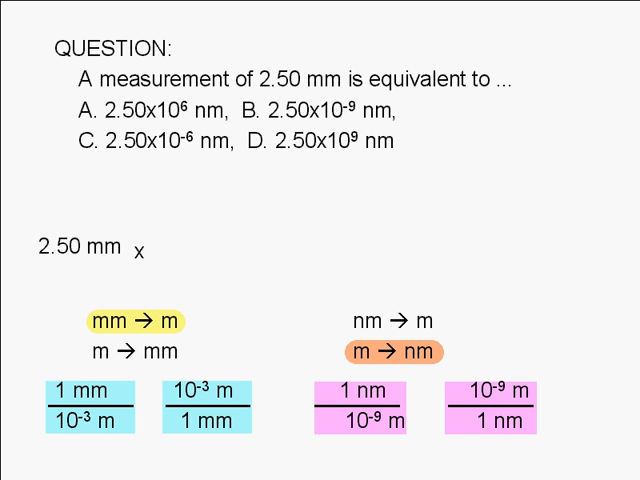 QUESTION:
A measurement of 2.50 mm is equivalent to ...
A. 2.50x10⁶ nm, B. 2.50x10⁻⁹ nm,
C. 2.50x10⁻⁶ nm, D. 2.50x10⁹ nm
2.50 mm x
mm → m
m → mm
nm → m
m → nm
1 mm
10⁻³ m
10⁻³ m
1 mm
1 nm
10⁻⁹ m
10⁻⁹ m
1 nm